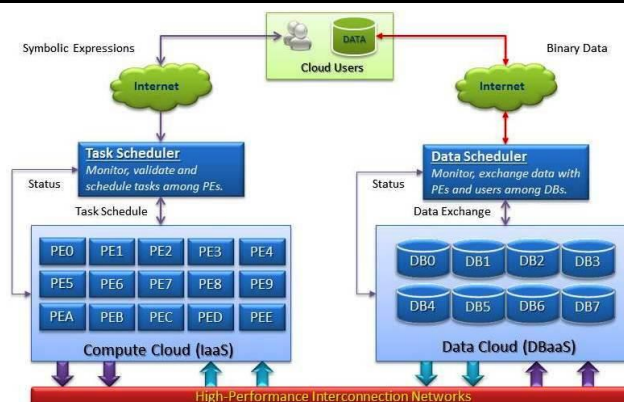 Symbolic Expressions
DATA
Cloud Users
Binary Data
Internet
Internet
Task Scheduler
Monitor, validate and
schedule tasks among PEs.
Data Scheduler
Monitor, exchange data with
PEs and users among DBs.
Status
Task Schedule
Status
Data Exchange
PE0 PE1 PE2 PE3 PE4
PE5 PE6 PE7 PE8 PE9
PEA PEB PEC PED PEE
Compute Cloud (IaaS)
DB0 DB1 DB2 DB3
DB4 DB5 DB6 DB7
Data Cloud (DBaaS)
High-Performance Interconnection Networks